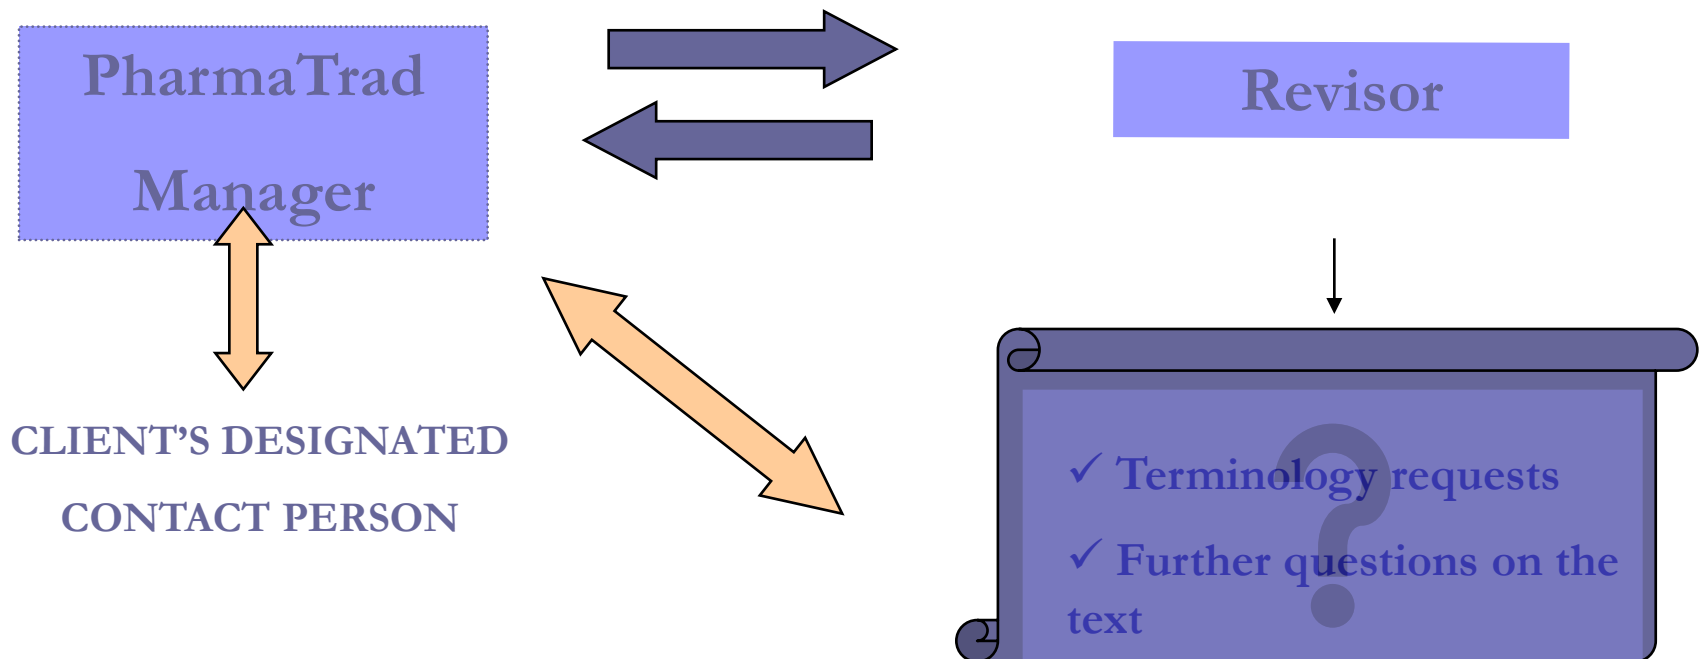 PharmaTrad
Manager
Revisor
CLIENT’S DESIGNATED
CONTACT PERSON
?
✓ Terminology requests
✓ Further questions on the
text